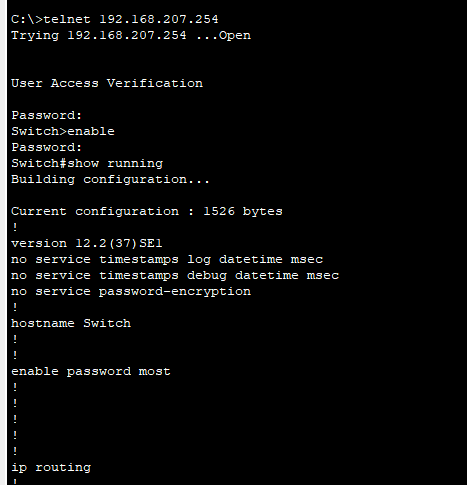 C:\>telnet 192.168.207.254
Trying 192.168.207.254 ...Open
User Access Verification
Password:
Switch>enable
Password:
Switch#show running
Building configuration...
Current configuration : 1526 bytes
!
version 12.2(37)SE1
no service timestamps log datetime msec
no service timestamps debug datetime msec
no service password-encryption
!
hostname Switch
!
!
enable password most
!
!
!
!
!
ip routing
!